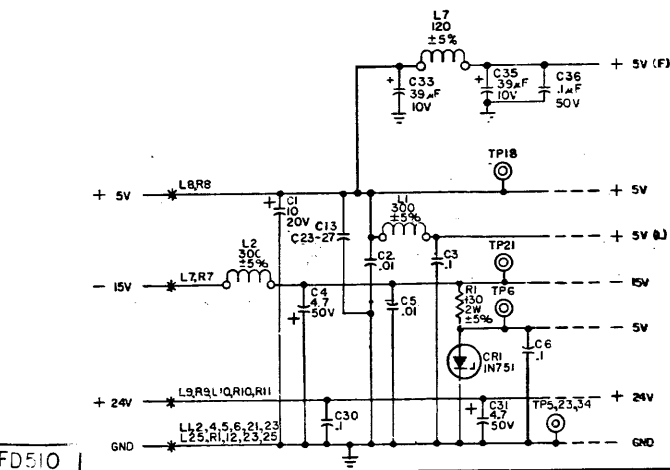 L7
120
±5%
+ 5V (F)
C33
39µF
10V
C35
39µF
10V
C36
.1µF
50V
TP18
+ 5V
L8,R8
+ 5V
C1
10
20V
C13
C23-27
L1
300
±5%
+ 5V (L)
L2
300
±5%
C2
.01
C3
.1
TP21
- 15V
L7,R7
15V
C4
4.7
50V
C5
.01
R1
130
2W
±5%
TP6
5V
CR1
1N751
C6
.1
+ 24V
L9,R9,L10,R10,R11
+ 24V
C30
.1
C31
4.7
50V
TP5,23,34
GND
L1,2,4,5,6,21,23
L25,R1,12,23,25
GND
FD510